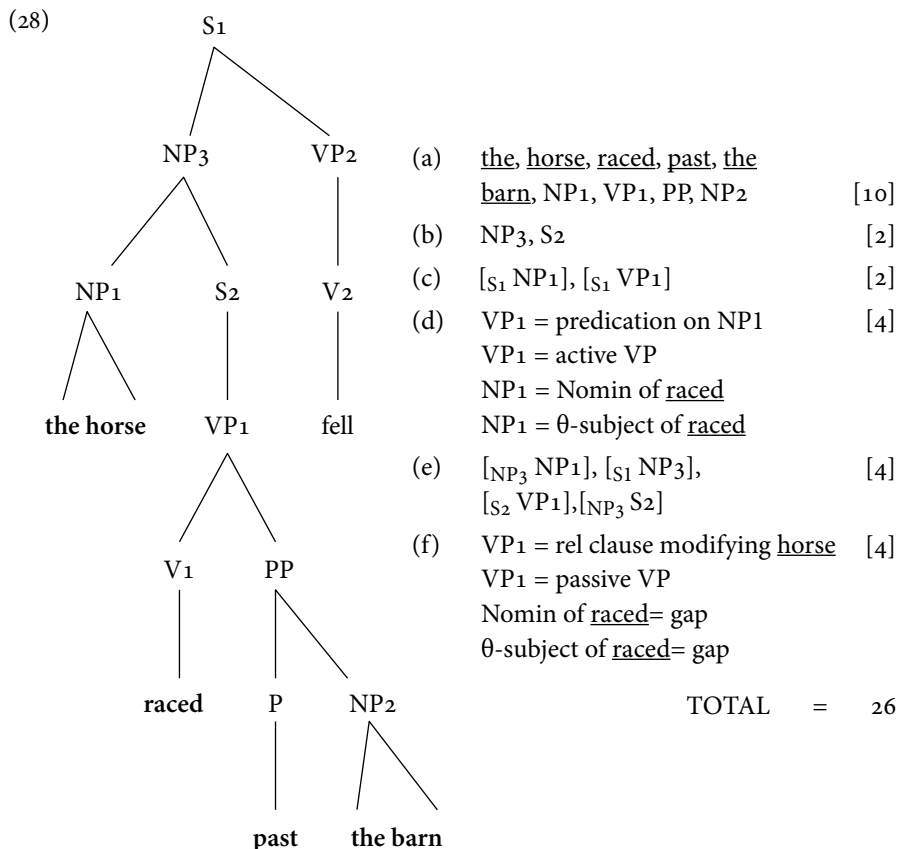 (28)
S1
NP3 VP2
(a) the, horse, raced, past, the
barn, NP1, VP1, PP, NP2 [10]
(b) NP3, S2 [2]
NP1 S2 V2
(c) [S1 NP1], [S1 VP1] [2]
(d) VP1 = predication on NP1 [4]
VP1 = active VP
NP1 = Nomin of raced
the horse VP1 fell
NP1 = θ-subject of raced
(e) [NP3 NP1], [S1 NP3], [4]
[S2 VP1],[NP3 S2]
(f) VP1 = rel clause modifying horse [4]
V1 PP
VP1 = passive VP
Nomin of raced= gap
θ-subject of raced= gap
raced P NP2
TOTAL = 26
past the barn